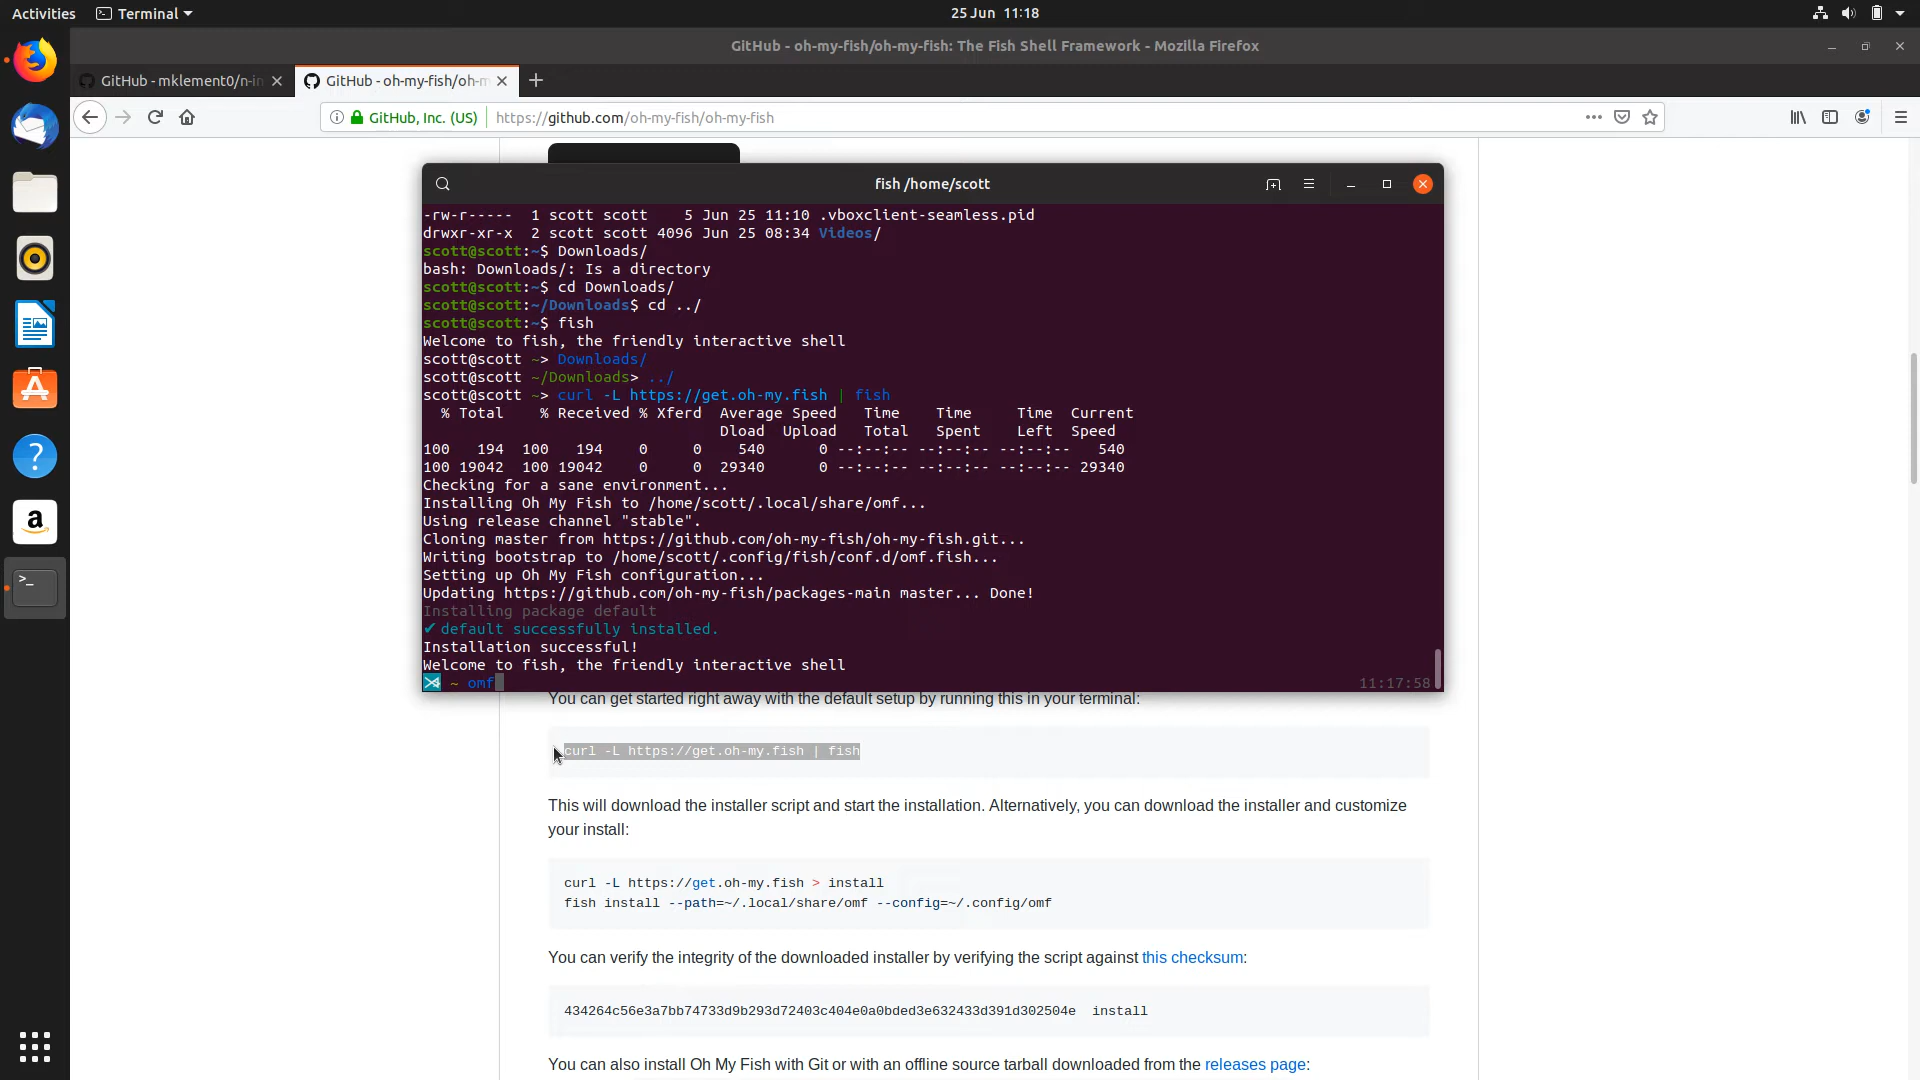 Activities Terminal 25 Jun 11:18
GitHub - oh-my-fish/oh-my-fish: The Fish Shell Framework - Mozilla Firefox
GitHub - mklement0/n-in GitHub - oh-my-fish/oh-m
GitHub, Inc. (US) https://github.com/oh-my-fish/oh-my-fish
fish /home/scott
-rw-r-----  1 scott scott    5 Jun 25 11:10 .vboxclient-seamless.pid
drwxr-xr-x  2 scott scott 4096 Jun 25 08:34 Videos/
scott@scott:~$ Downloads/
bash: Downloads/: Is a directory
scott@scott:~$ cd Downloads/
scott@scott:~/Downloads$ cd ../
scott@scott:~$ fish
Welcome to fish, the friendly interactive shell
scott@scott ~> Downloads/
scott@scott ~/Downloads> ../
scott@scott ~> curl -L https://get.oh-my.fish | fish
  % Total    % Received % Xferd  Average Speed   Time    Time     Time  Current
                                 Dload  Upload   Total   Spent    Left  Speed
100   194  100   194    0     0    540      0 --:--:-- --:--:-- --:--:--   540
100 19042  100 19042    0     0  29340      0 --:--:-- --:--:-- --:--:-- 29340
Checking for a sane environment...
Installing Oh My Fish to /home/scott/.local/share/omf...
Using release channel "stable".
Cloning master from https://github.com/oh-my-fish/oh-my-fish.git...
Writing bootstrap to /home/scott/.config/fish/conf.d/omf.fish...
Setting up Oh My Fish configuration...
Updating https://github.com/oh-my-fish/packages-main master... Done!
Installing package default
✔ default successfully installed.
Installation successful!
Welcome to fish, the friendly interactive shell
~ omf 11:17:58
You can get started right away with the default setup by running this in your terminal:
curl -L https://get.oh-my.fish | fish
This will download the installer script and start the installation. Alternatively, you can download the installer and customize
your install:
curl -L https://get.oh-my.fish > install
fish install --path=~/.local/share/omf --config=~/.config/omf
You can verify the integrity of the downloaded installer by verifying the script against this checksum:
434264c56e3a7bb74733d9b293d72403c404e0a0bded3e632433d391d302504e  install
You can also install Oh My Fish with Git or with an offline source tarball downloaded from the releases page: